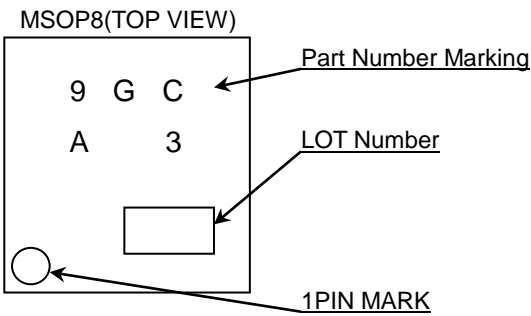 MSOP8(TOP VIEW)
Part Number Marking
9 G C
A 3
LOT Number
1PIN MARK